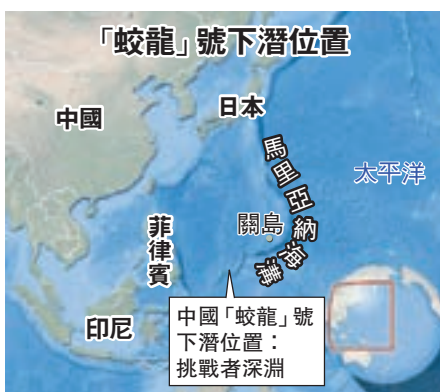 「蛟龍」號下潛位置
中國
日本
馬里亞納海溝
太平洋
關島
菲律賓
印尼
中國「蛟龍」號
下潛位置：
挑戰者深淵